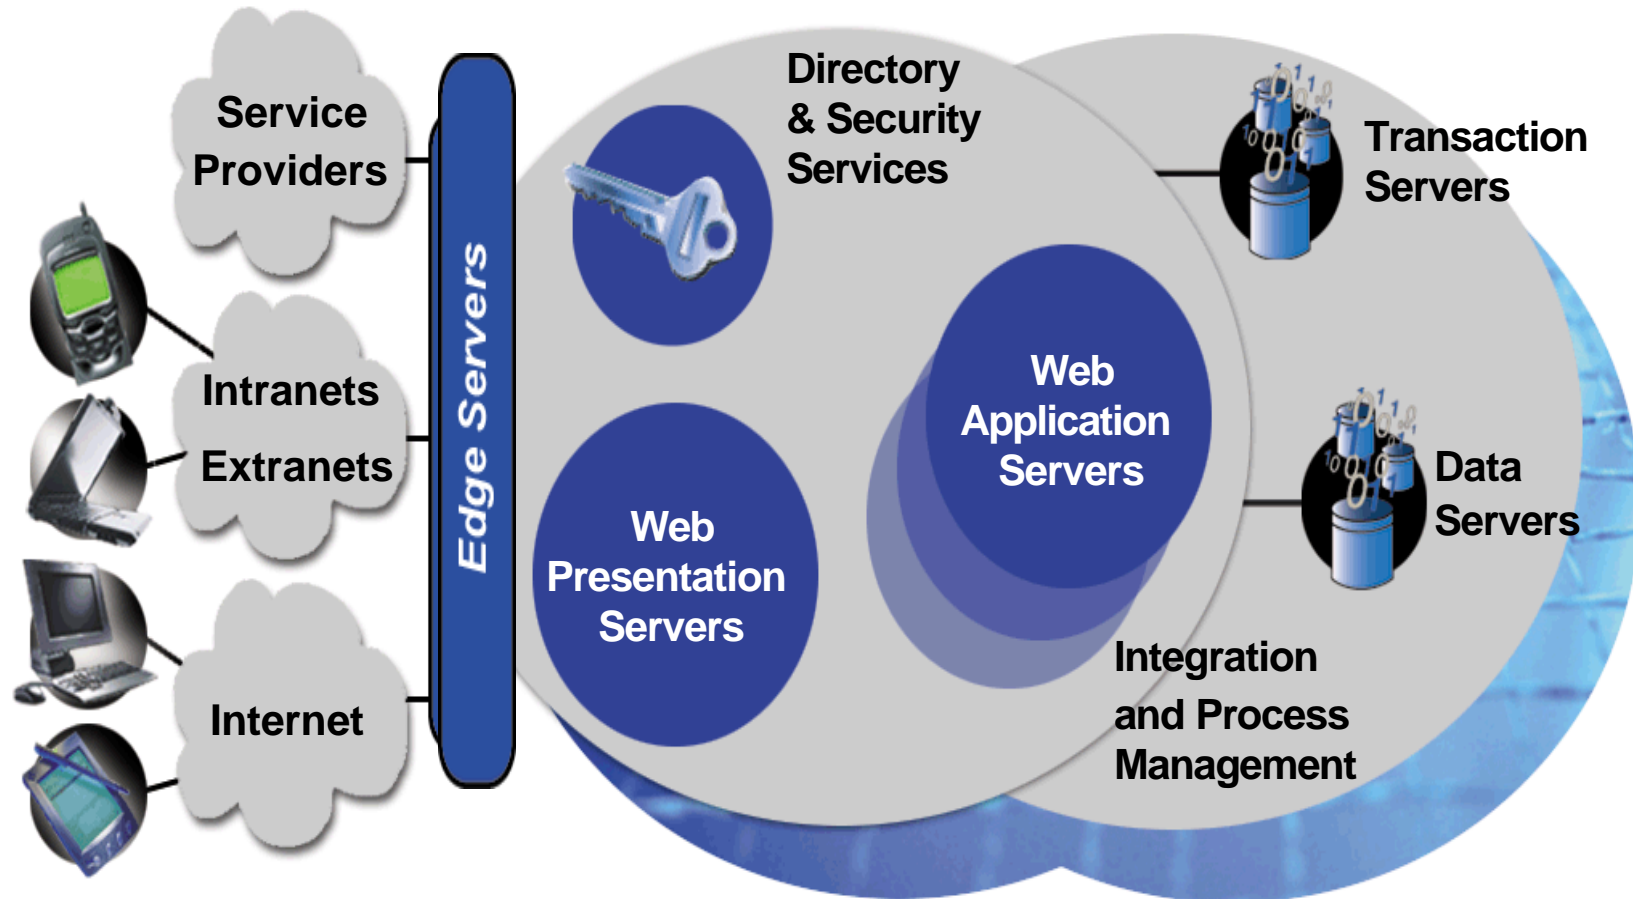 Service
Providers
Intranets
Extranets
Internet
Edge Servers
Directory
& Security
Services
Web
Presentation
Servers
Web
Application
Servers
Integration
and Process
Management
Transaction
Servers
Data
Servers